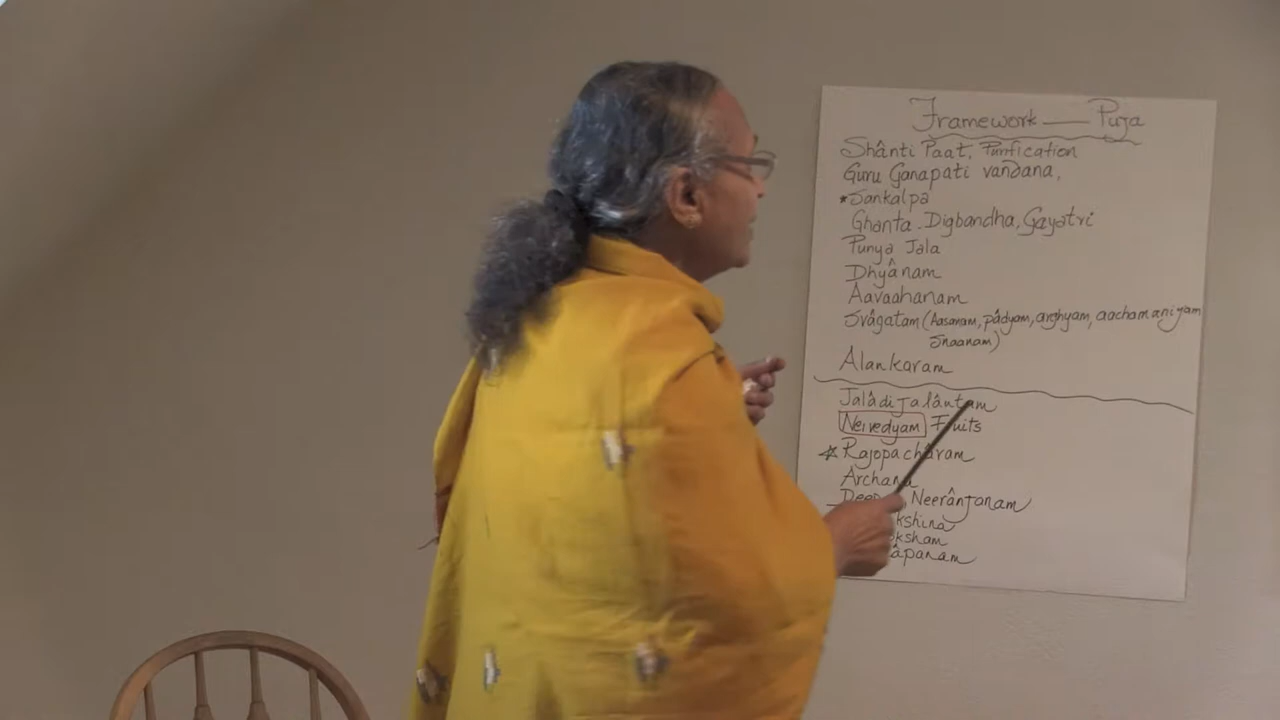 Framework — Puja
Shânti Paat, Purification
Guru Ganapati vandana,
*Sankalpa
Ghanta. Digbandha, Gayatri
Punya Jala
Dhyânam
Aavaahanam
Svâgatam (Aasanam, pâdyam, arghyam, aachamaniyam
Snaanam)
Alankaram
Jalâdi Jalântam
Neivedyam Fruits
☆ Rajopachâram
Archana
Neerânjanam